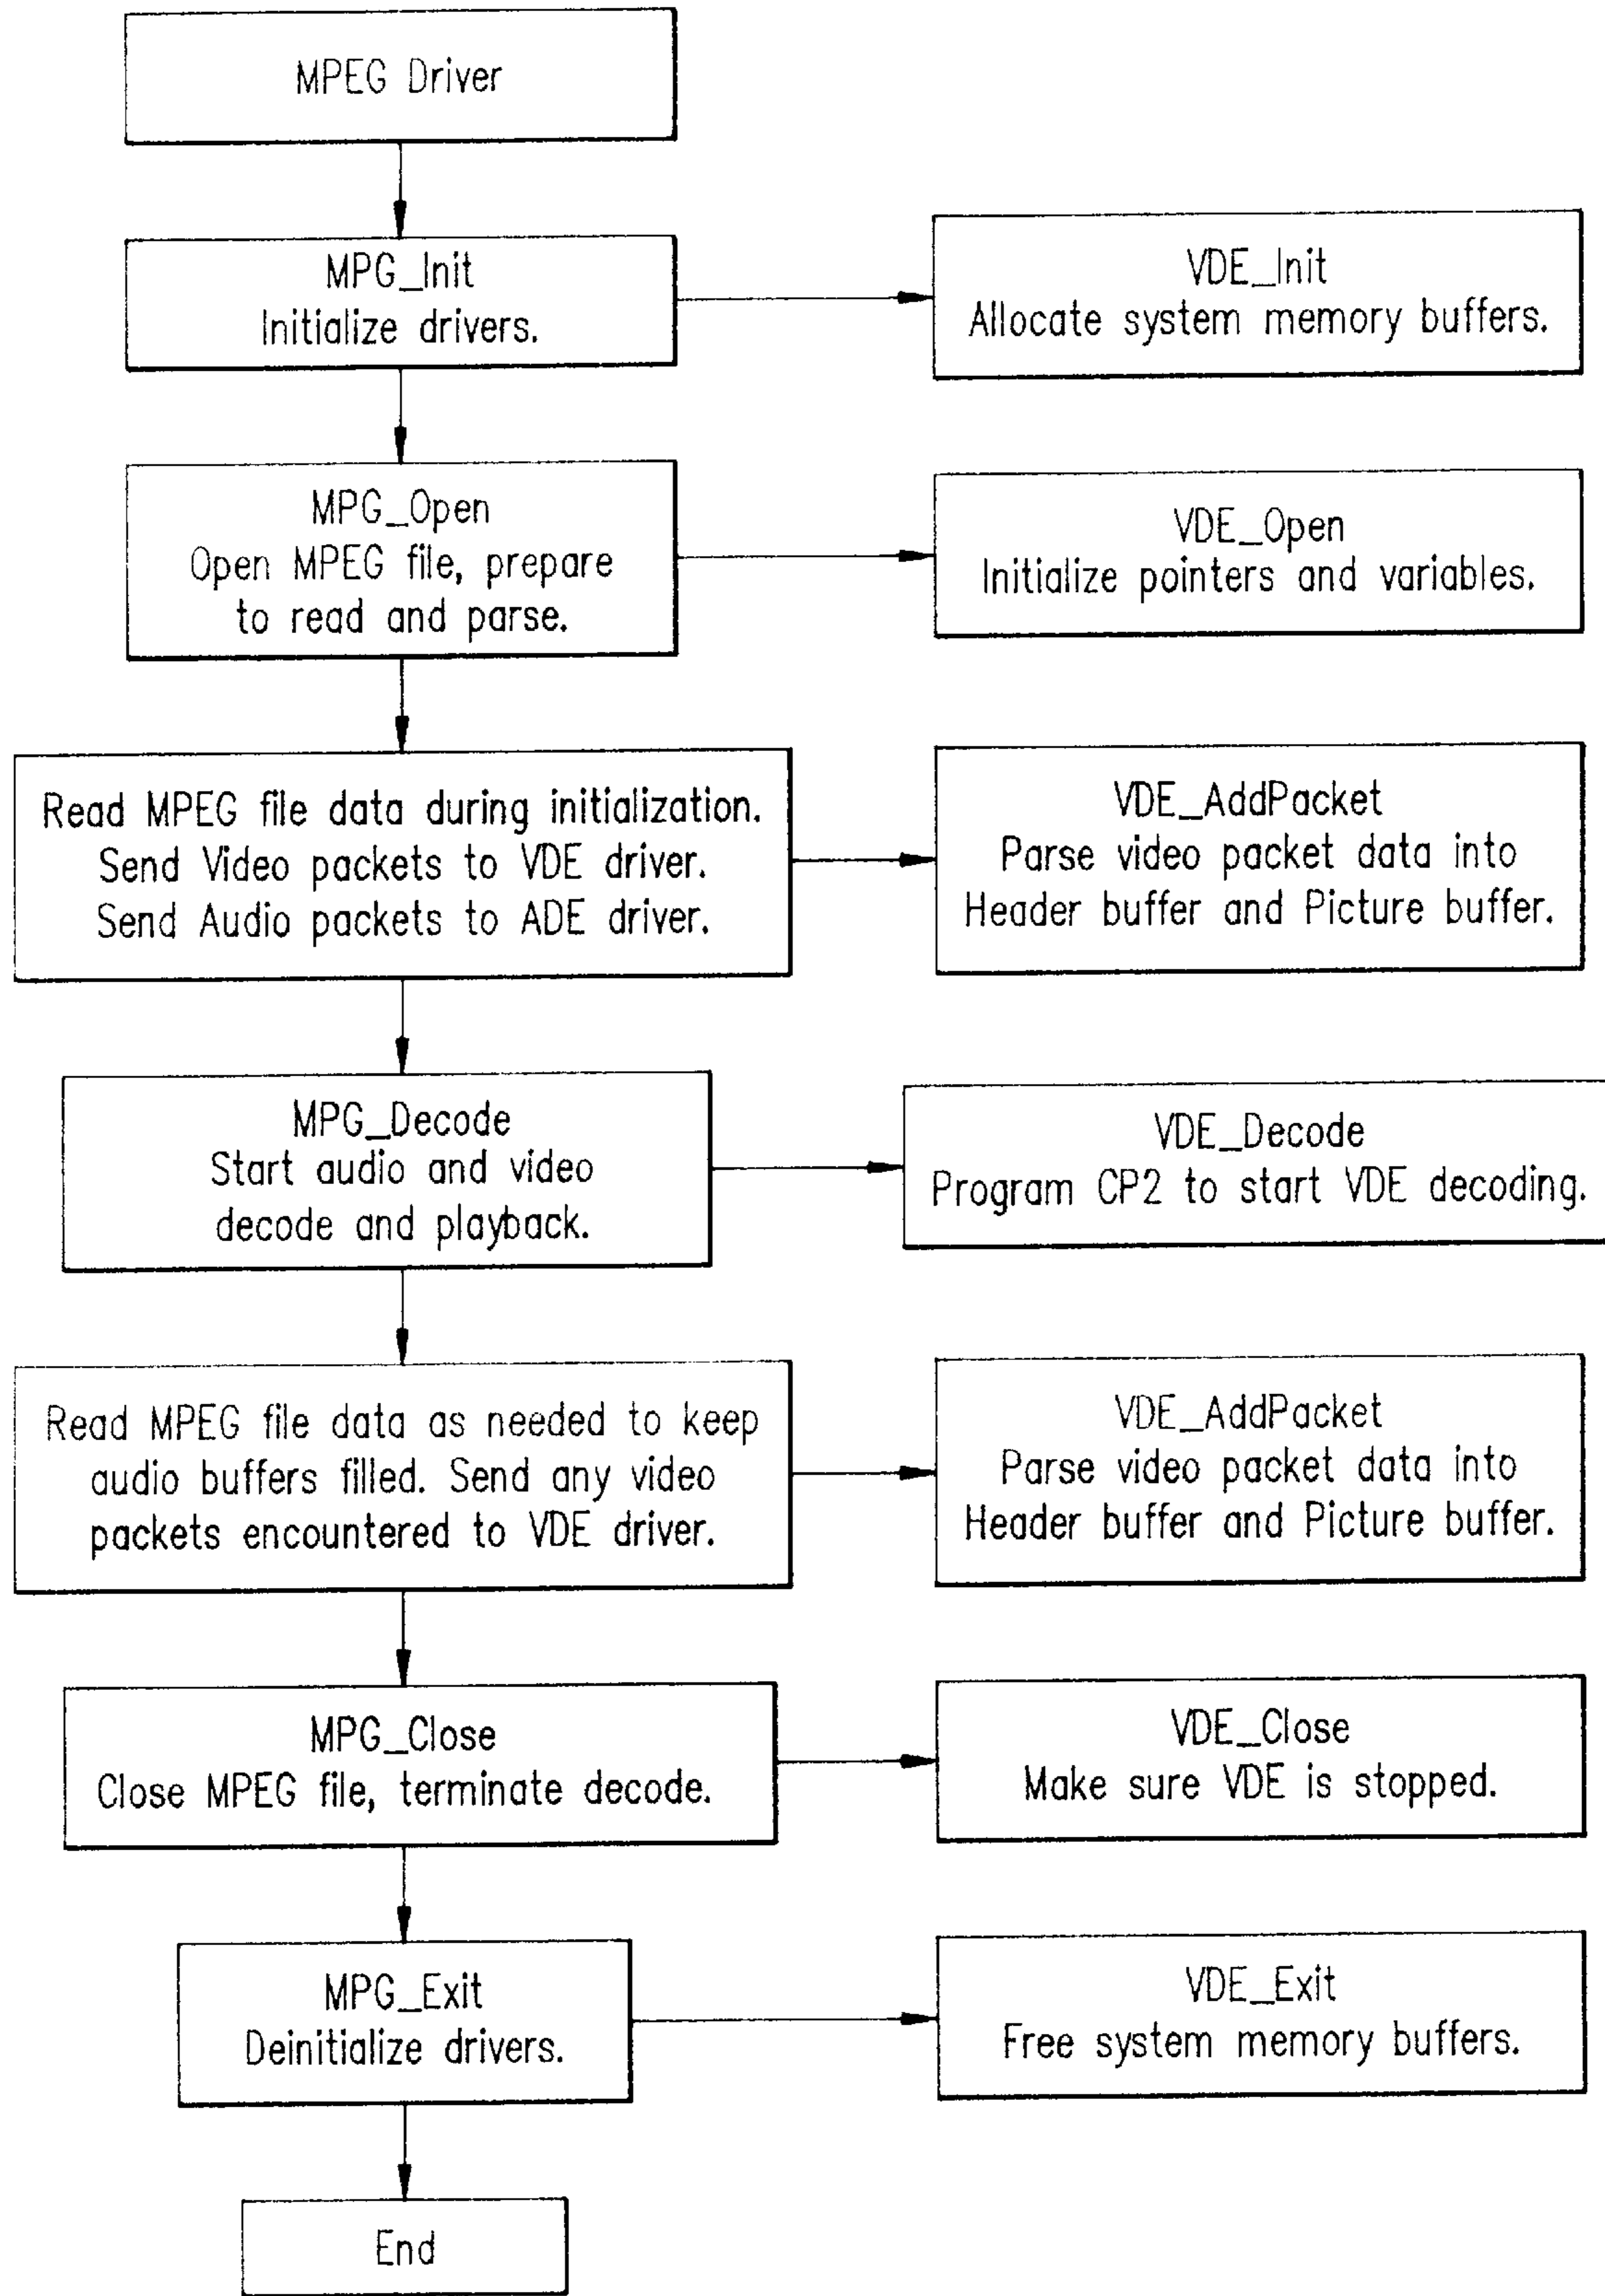 MPEG Driver
MPG_Init
Initialize drivers.
VDE_Init
Allocate system memory buffers.
MPG_Open
Open MPEG file, prepare
to read and parse.
VDE_Open
Initialize pointers and variables.
Read MPEG file data during initialization.
Send Video packets to VDE driver.
Send Audio packets to ADE driver.
VDE_AddPacket
Parse video packet data into
Header buffer and Picture buffer.
MPG_Decode
Start audio and video
decode and playback.
VDE_Decode
Program CP2 to start VDE decoding.
Read MPEG file data as needed to keep
audio buffers filled. Send any video
packets encountered to VDE driver.
VDE_AddPacket
Parse video packet data into
Header buffer and Picture buffer.
MPG_Close
Close MPEG file, terminate decode.
VDE_Close
Make sure VDE is stopped.
MPG_Exit
Deinitialize drivers.
VDE_Exit
Free system memory buffers.
End